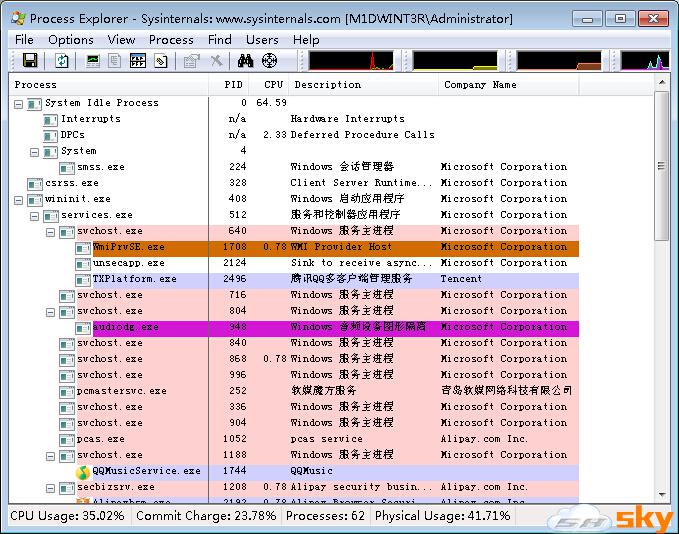 Process Explorer - Sysinternals: www.sysinternals.com [M1DWINT3R\Administrator]
File Options View Process Find Users Help
Process PID CPU Description Company Name
System Idle Process 0 64.59
Interrupts n/a Hardware Interrupts
DPCs n/a 2.33 Deferred Procedure Calls
System 4
smss.exe 224 Windows 会话管理器 Microsoft Corporation
csrss.exe 328 Client Server Runtime... Microsoft Corporation
wininit.exe 408 Windows 启动应用程序 Microsoft Corporation
services.exe 512 服务和控制器应用程序 Microsoft Corporation
svchost.exe 640 Windows 服务主进程 Microsoft Corporation
WmiPrvSE.exe 1708 0.78 WMI Provider Host Microsoft Corporation
unsecapp.exe 2124 Sink to receive async... Microsoft Corporation
TXPlatform.exe 2496 腾讯QQ多客户端管理服务 Tencent
svchost.exe 716 Windows 服务主进程 Microsoft Corporation
svchost.exe 804 Windows 服务主进程 Microsoft Corporation
audiodg.exe 948 Windows 音频设备图形隔离 Microsoft Corporation
svchost.exe 840 Windows 服务主进程 Microsoft Corporation
svchost.exe 868 0.78 Windows 服务主进程 Microsoft Corporation
svchost.exe 996 Windows 服务主进程 Microsoft Corporation
pcmastersvc.exe 392 软媒魔方服务 青岛软媒网络科技有限公司
svchost.exe 336 Windows 服务主进程 Microsoft Corporation
svchost.exe 904 Windows 服务主进程 Microsoft Corporation
pcas.exe 1052 pcas service Alipay.com Inc.
svchost.exe 1188 Windows 服务主进程 Microsoft Corporation
QQMusicService.exe 1744 QQMusic
secbizsrv.exe 1208 0.78 Alipay security busin... Alipay.com Inc.
Alipaybsm.exe 2192 0.78 Alipay Browser Securi... Alipay.com Inc.
CPU Usage: 35.02% Commit Charge: 23.78% Processes: 62 Physical Usage: 41.71%
sky